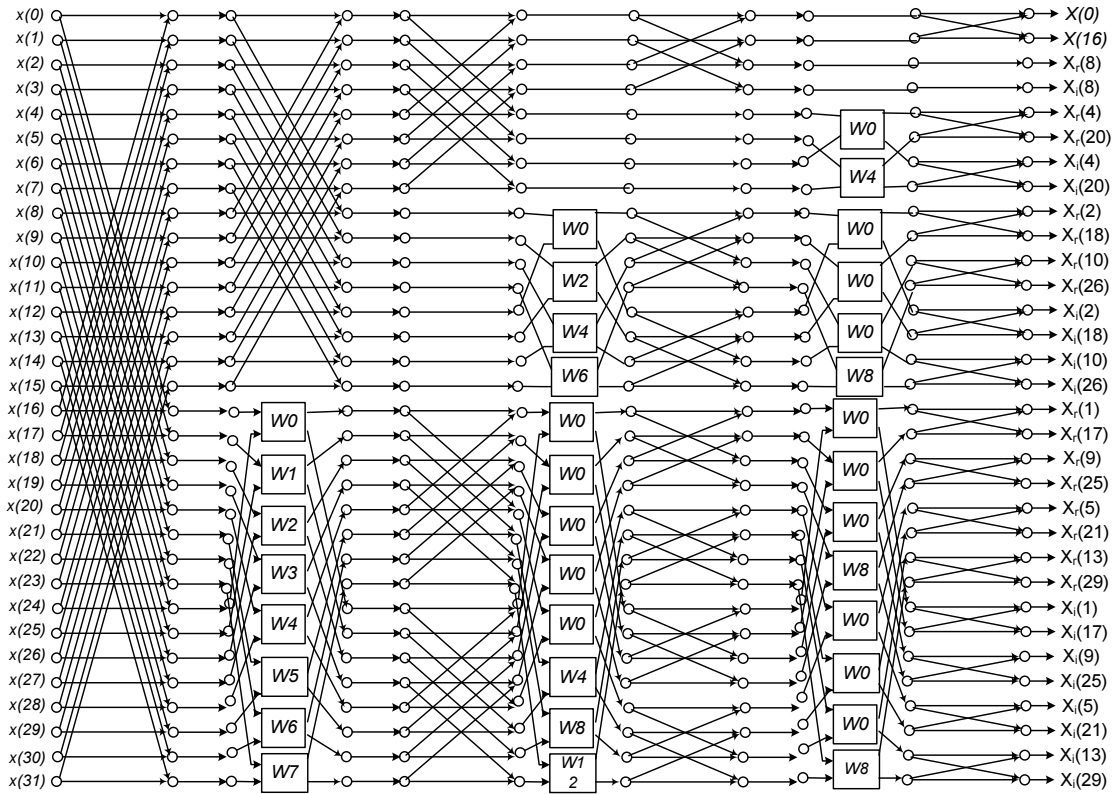 x(0) X(0)
x(1) X(16)
x(2) Xr(8)
x(3) Xi(8)
x(4) W0 Xr(4)
x(5) Xr(20)
x(6) W4 Xi(4)
x(7) Xi(20)
x(8) W0 W0 Xr(2)
x(9) Xr(18)
x(10) W2 W0 Xr(10)
x(11) Xr(26)
x(12) W4 W0 Xi(2)
x(13) Xi(18)
x(14) W6 W8 Xi(10)
x(15) Xi(26)
x(16) W0 W0 W0 Xr(1)
x(17) Xr(17)
x(18) W1 W0 W0 Xr(9)
x(19) Xr(25)
x(20) W2 W0 W0 Xr(5)
x(21) Xr(21)
x(22) W3 W0 W8 Xr(13)
x(23) Xr(29)
x(24) W4 W0 W0 Xi(1)
x(25) Xi(17)
x(26) W5 W4 W0 Xi(9)
x(27) Xi(25)
x(28) W6 W8 W0 Xi(5)
x(29) Xi(21)
x(30) W7 W12 W8 Xi(13)
x(31) Xi(29)